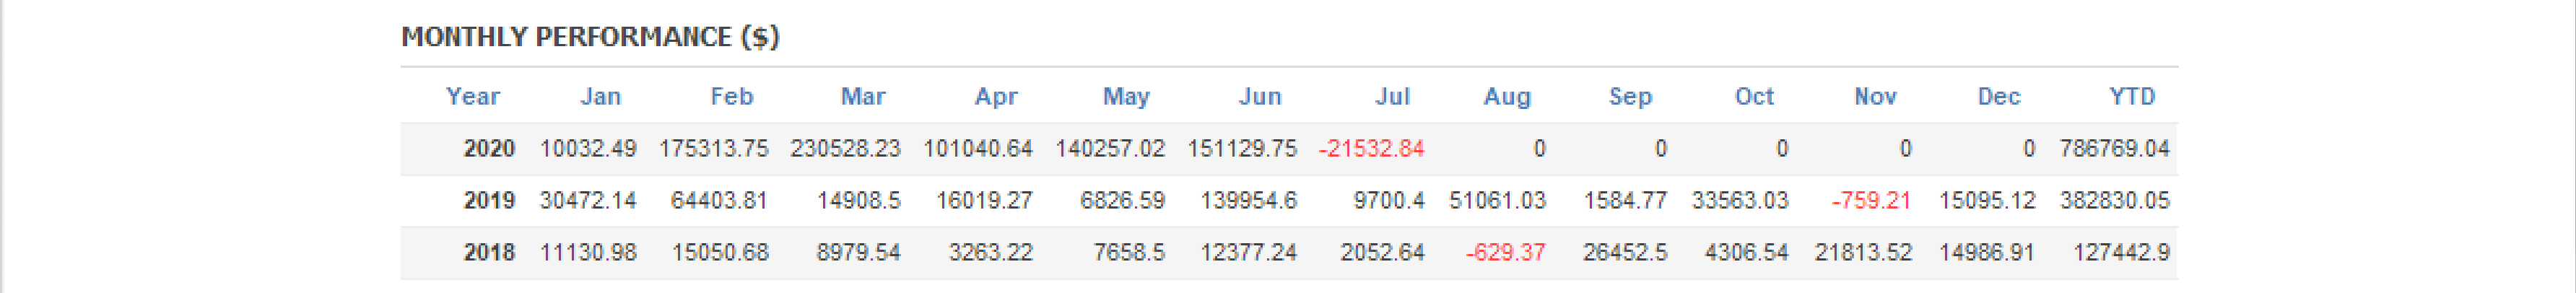 MONTHLY PERFORMANCE ($)
Year Jan Feb Mar Apr May Jun Jul Aug Sep Oct Nov Dec YTD
2020 10032.49 175313.75 230528.23 101040.64 140257.02 151129.75 -21532.84 0 0 0 0 0 786769.04
2019 30472.14 64403.81 14908.5 16019.27 6826.59 139954.6 9700.4 51061.03 1584.77 33563.03 -759.21 15095.12 382830.05
2018 11130.98 15050.68 8979.54 3263.22 7658.5 12377.24 2052.64 -629.37 26452.5 4306.54 21813.52 14986.91 127442.9